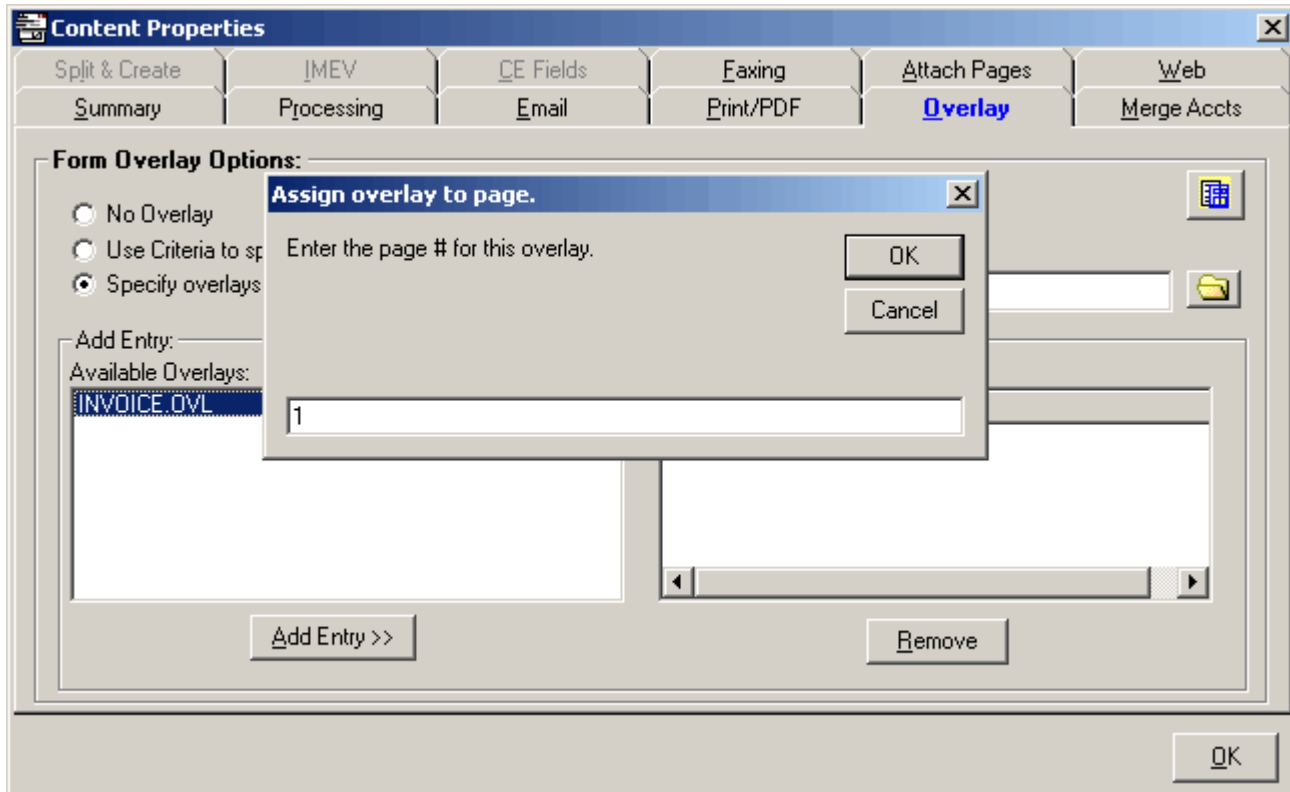 Content Properties
Split & Create IMEV CE Fields Faxing Attach Pages Web
Summary Processing Email Print/PDF Overlay Merge Accts
Form Overlay Options:
Assign overlay to page.
No Overlay
Use Criteria to sp
Enter the page # for this overlay.
OK
Specify overlays
Cancel
Add Entry:
Available Overlays:
INVOICE.OVL
1
Add Entry >>
Remove
OK